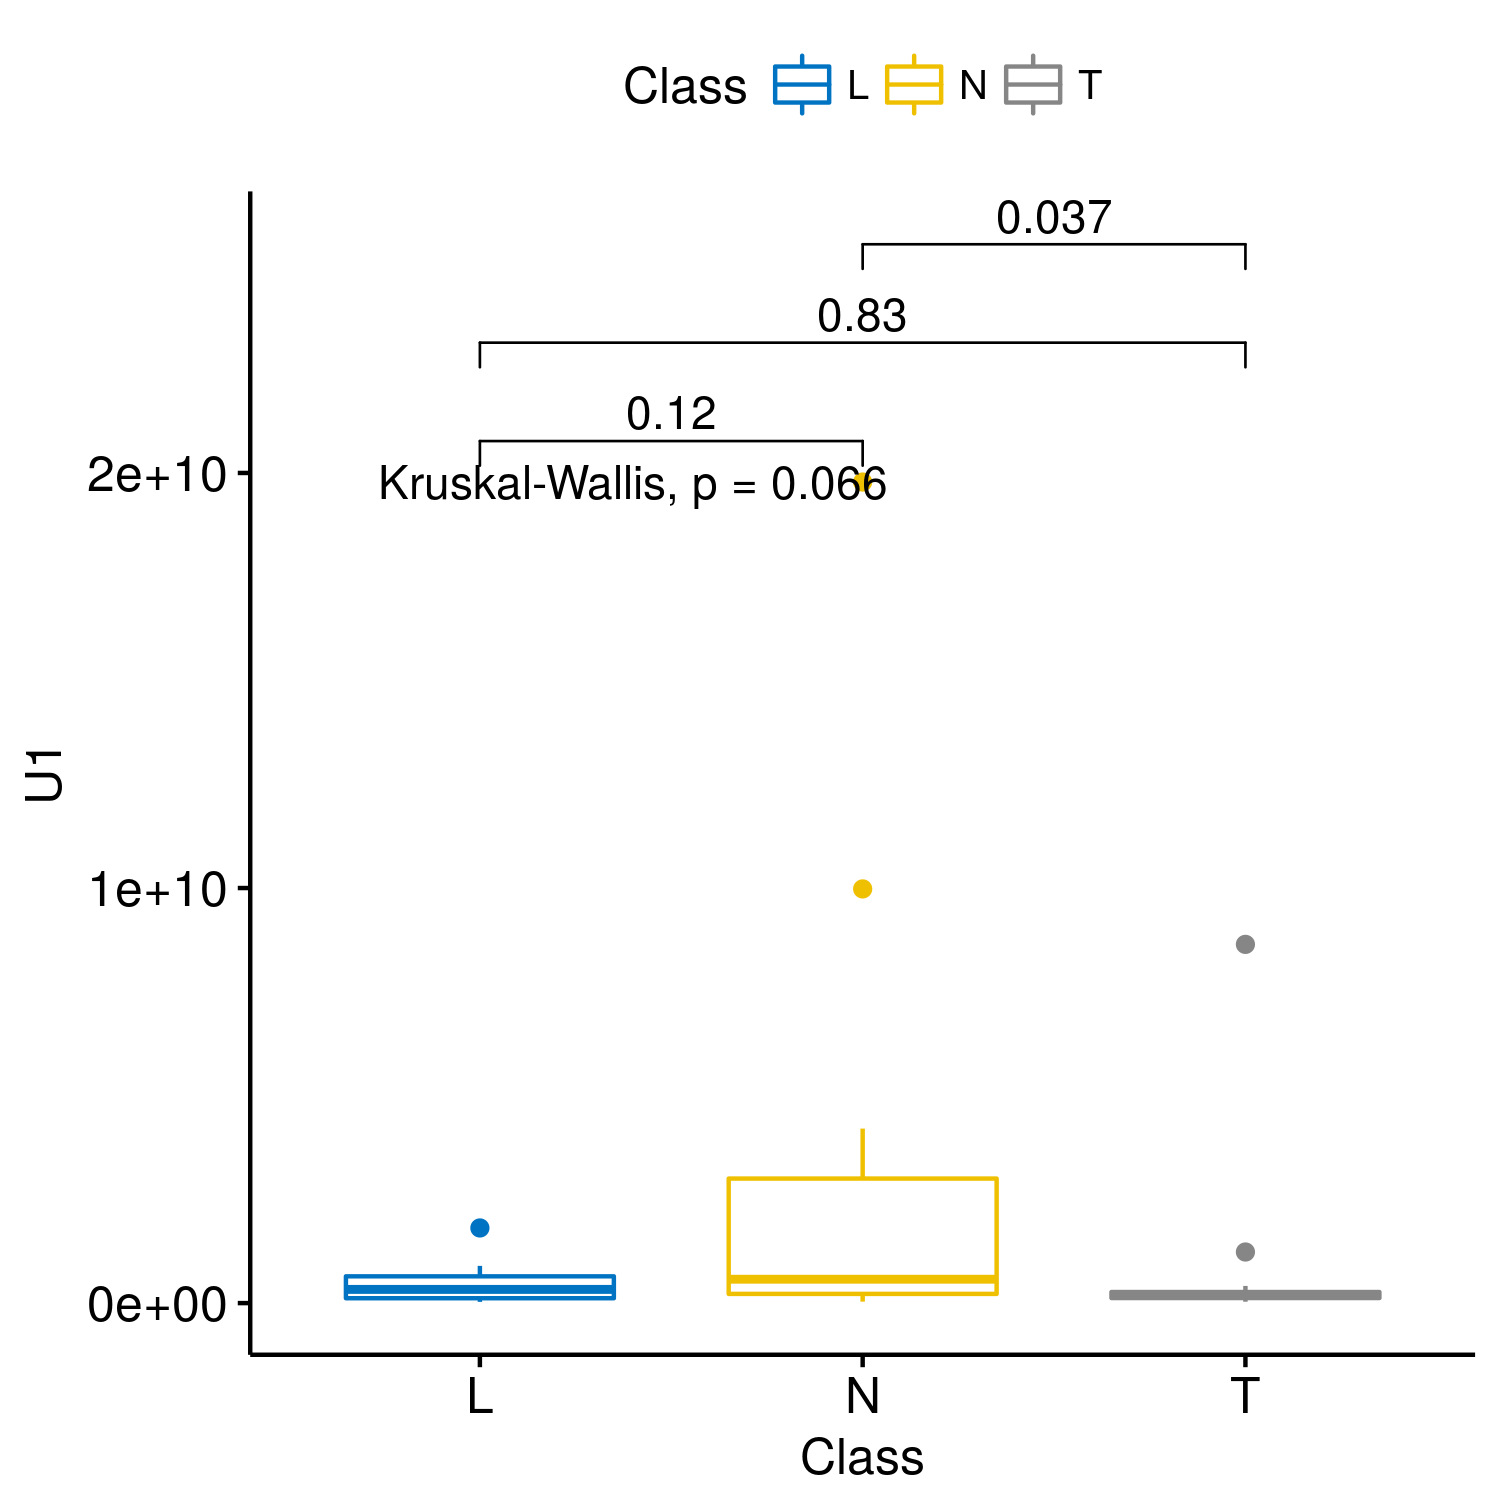 Class L N T
0.037
0.83
0.12
Kruskal-Wallis, p = 0.066
2e+10
1e+10
0e+00
U1
L N T
Class